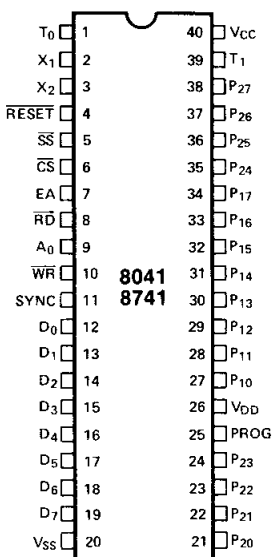 T0 1 40 VCC
X1 2 39 T1
X2 3 38 P27
RESET 4 37 P26
SS 5 36 P25
CS 6 35 P24
EA 7 34 P17
RD 8 33 P16
A0 9 32 P15
WR 10 8041 31 P14
SYNC 11 8741 30 P13
D0 12 29 P12
D1 13 28 P11
D2 14 27 P10
D3 15 26 VDD
D4 16 25 PROG
D5 17 24 P23
D6 18 23 P22
D7 19 22 P21
VSS 20 21 P20